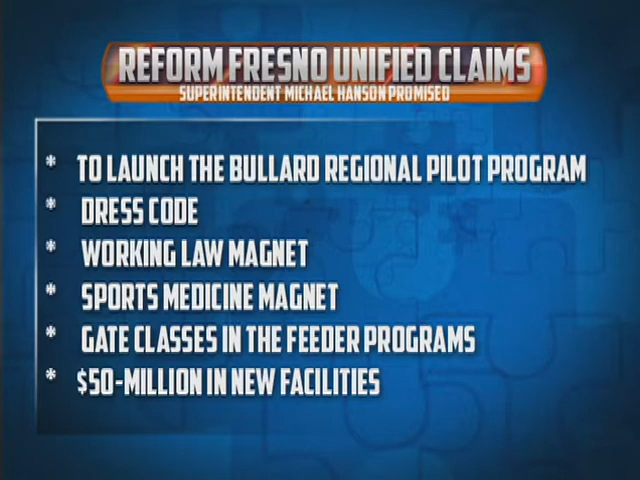 REFORM FRESNO UNIFIED CLAIMS
SUPERINTENDENT MICHAEL HANSON PROMISED
* TO LAUNCH THE BULLARD REGIONAL PILOT PROGRAM
* DRESS CODE
* WORKING LAW MAGNET
* SPORTS MEDICINE MAGNET
* GATE CLASSES IN THE FEEDER PROGRAMS
* $50-MILLION IN NEW FACILITIES